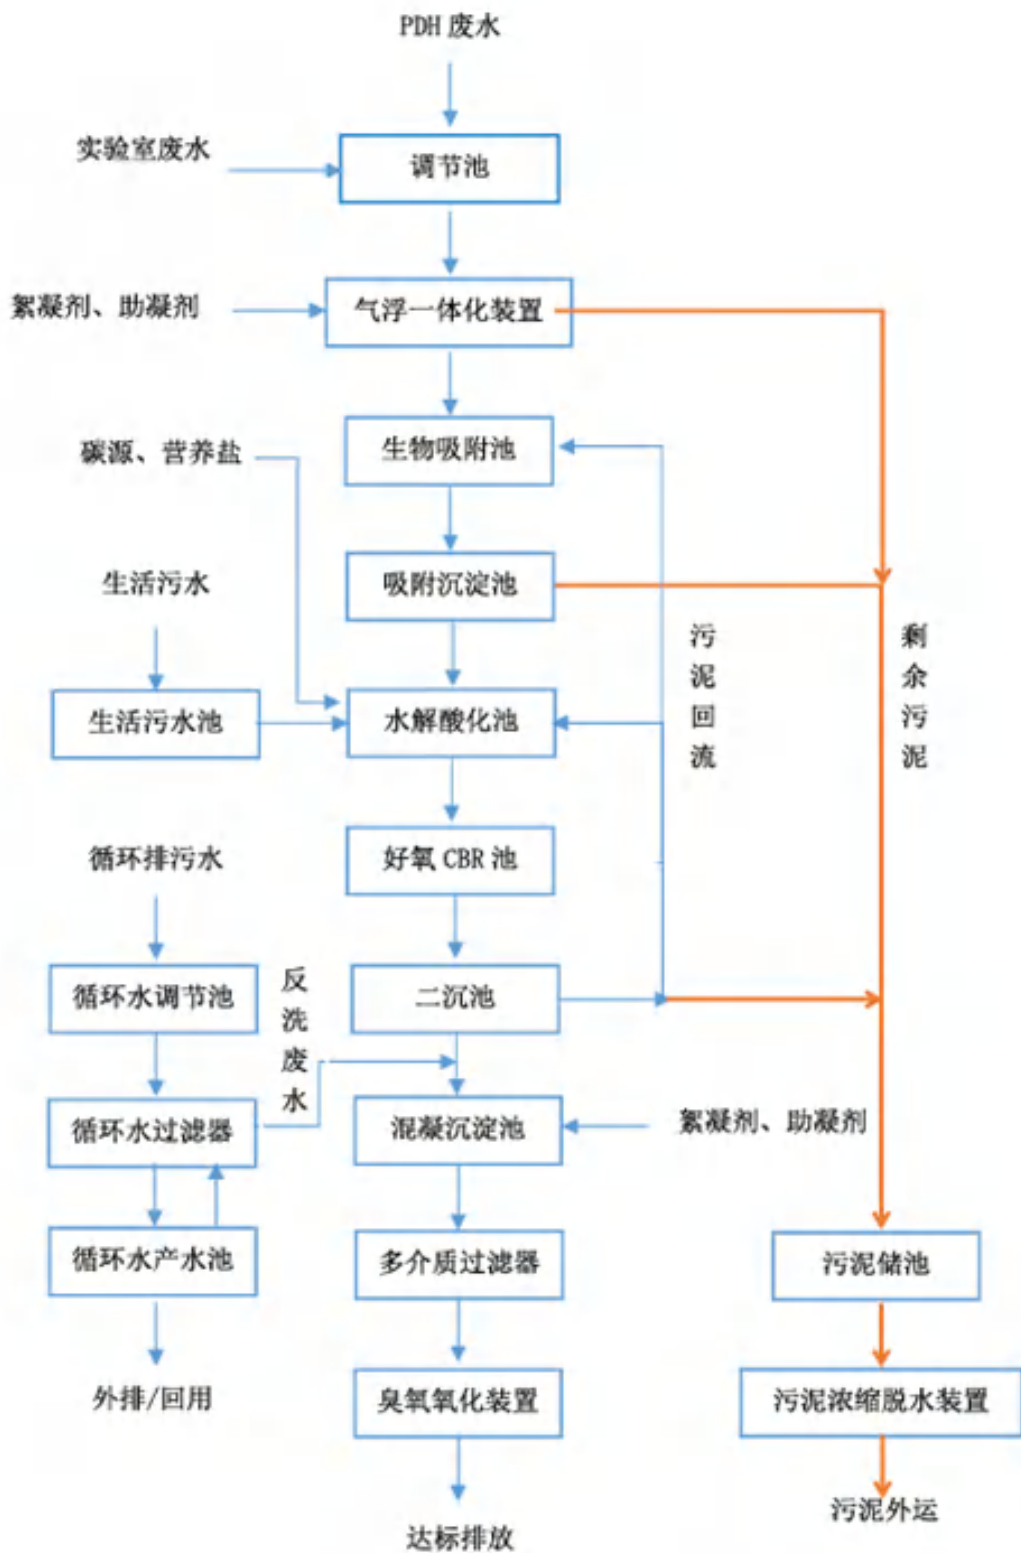 PDH 废水
实验室废水
调节池
絮凝剂、助凝剂
气浮一体化装置
碳源、营养盐
生物吸附池
生活污水
吸附沉淀池
污泥回流
剩余污泥
生活污水池
水解酸化池
循环排污水
好氧 CBR 池
循环水调节池
反洗废水
二沉池
循环水过滤器
混凝沉淀池
絮凝剂、助凝剂
循环水产水池
多介质过滤器
污泥储池
外排/回用
臭氧氧化装置
污泥浓缩脱水装置
达标排放
污泥外运